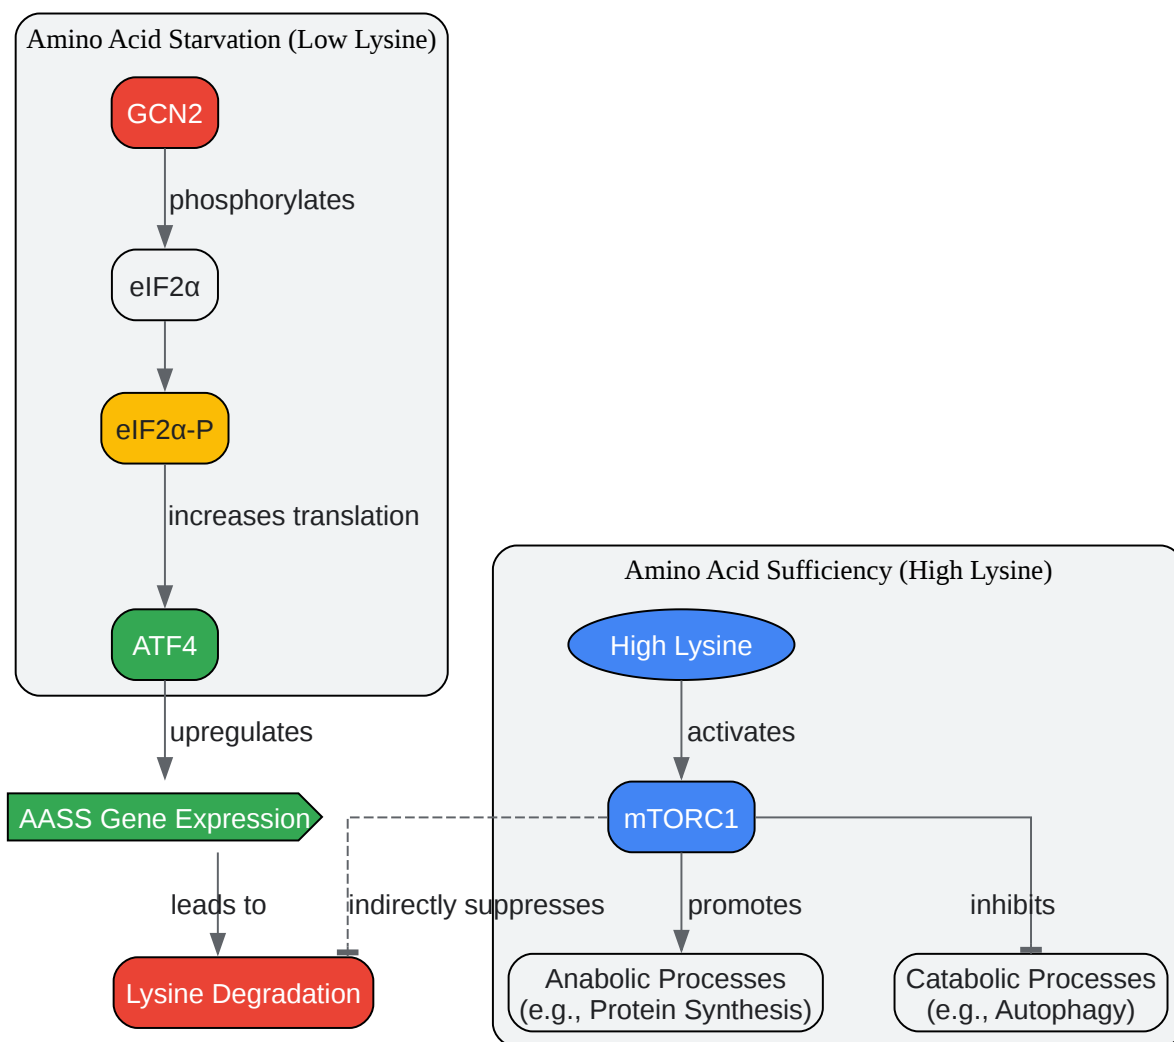 Amino Acid Starvation (Low Lysine)
GCN2
phosphorylates
eIF2α
eIF2α-P
increases translation
ATF4
upregulates
AASS Gene Expression
leads to
Lysine Degradation
Amino Acid Sufficiency (High Lysine)
High Lysine
activates
mTORC1
indirectly suppresses
promotes
inhibits
Anabolic Processes
(e.g., Protein Synthesis)
Catabolic Processes
(e.g., Autophagy)